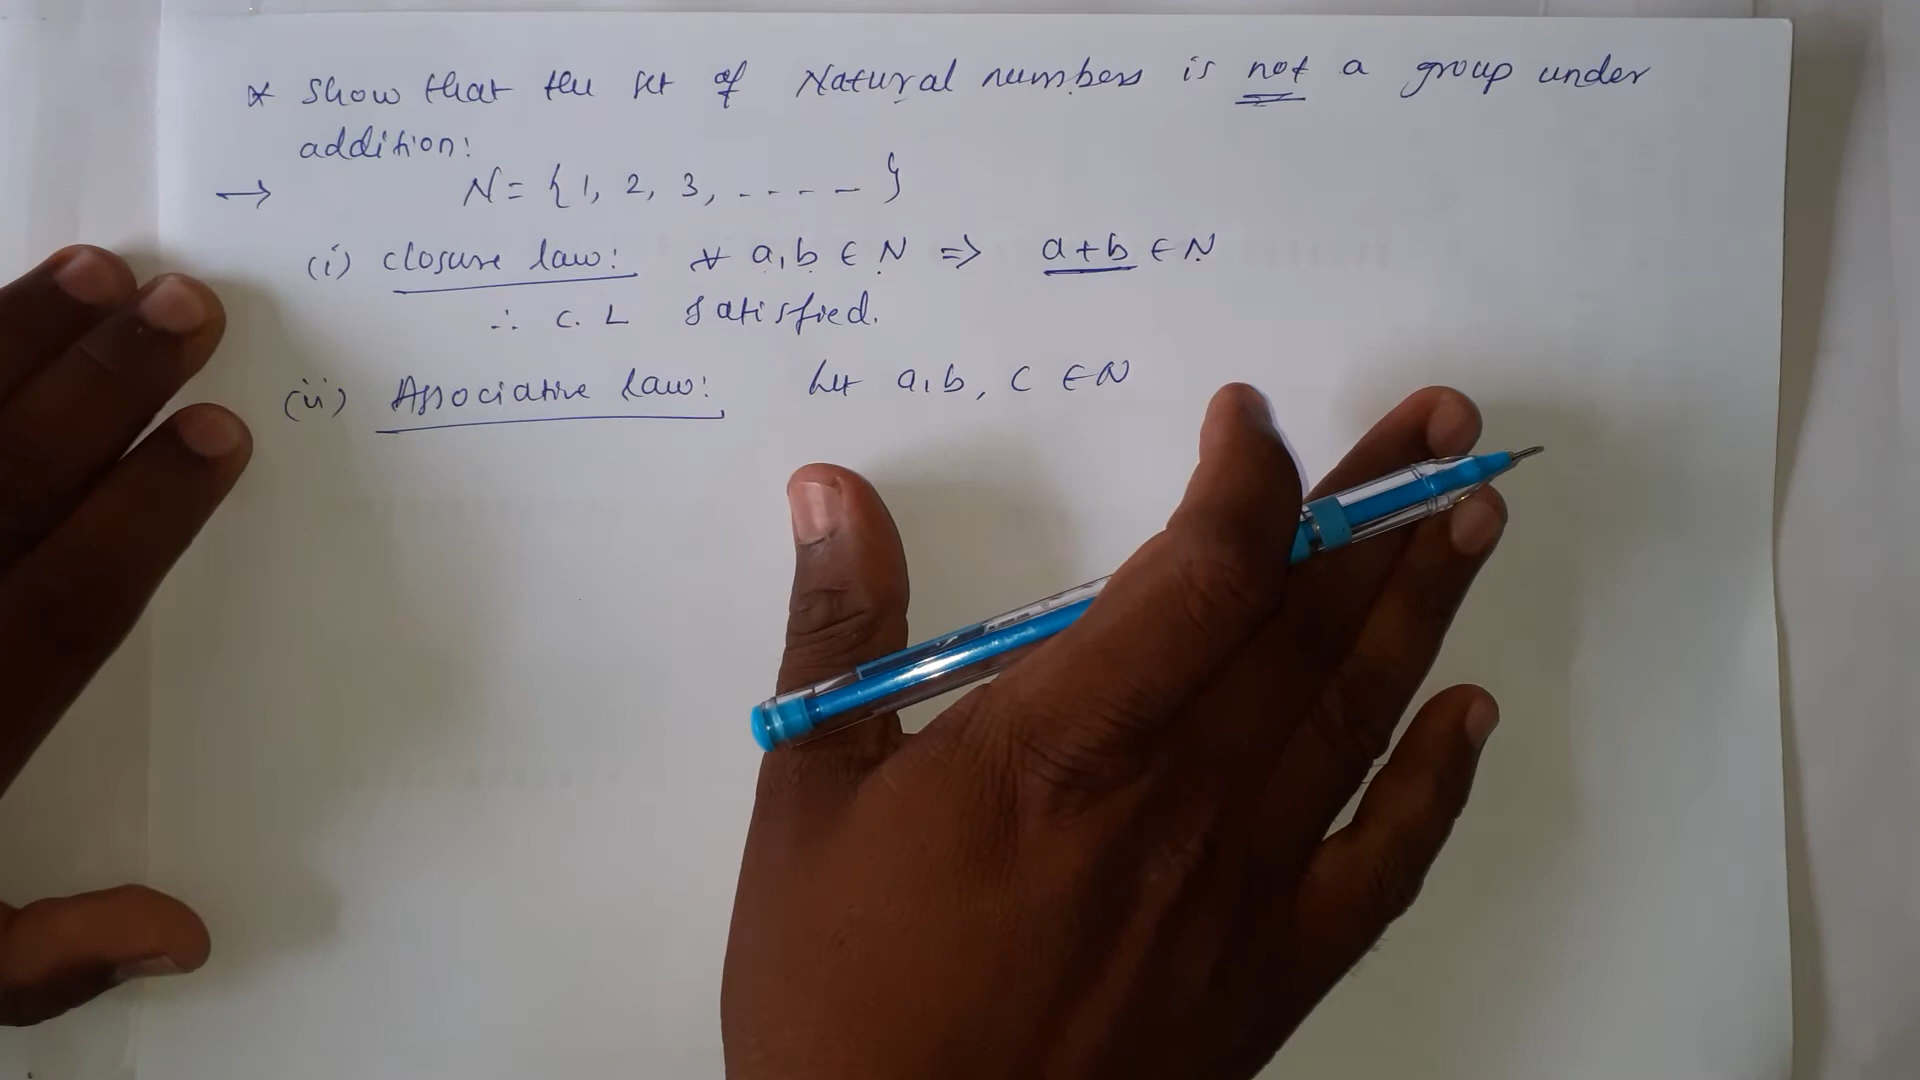 * Show that the set of Natural numbers is not a group under
addition:
→ N = {1, 2, 3, - - - - - }
(i) closure law: ∀ a, b ∈ N ⇒ a+b ∈ N
∴ C. L satisfied.
(ii) Associative law: Let a, b, c ∈ N